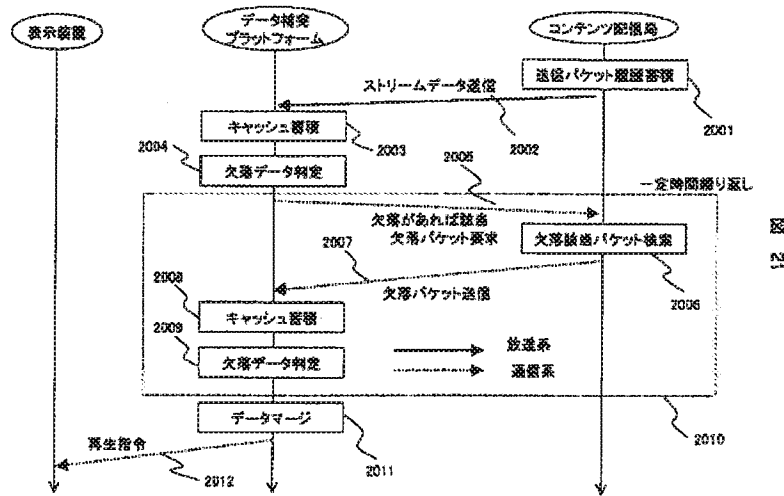 表示装置
データ補完
プラットフォーム
コンテンツ配信局
送信パケット履歴蓄積
2001
ストリームデータ送信
2002
キャッシュ蓄積
2003
2004
欠落データ判定
2005
一定時間繰り返し
欠落があれば該当
欠落パケット要求
欠落該当パケット検索
2006
2007
欠落パケット送信
2008
キャッシュ蓄積
2009
欠落データ判定
放送系
通信系
2010
データマージ
2011
再生指令
2012
図 21